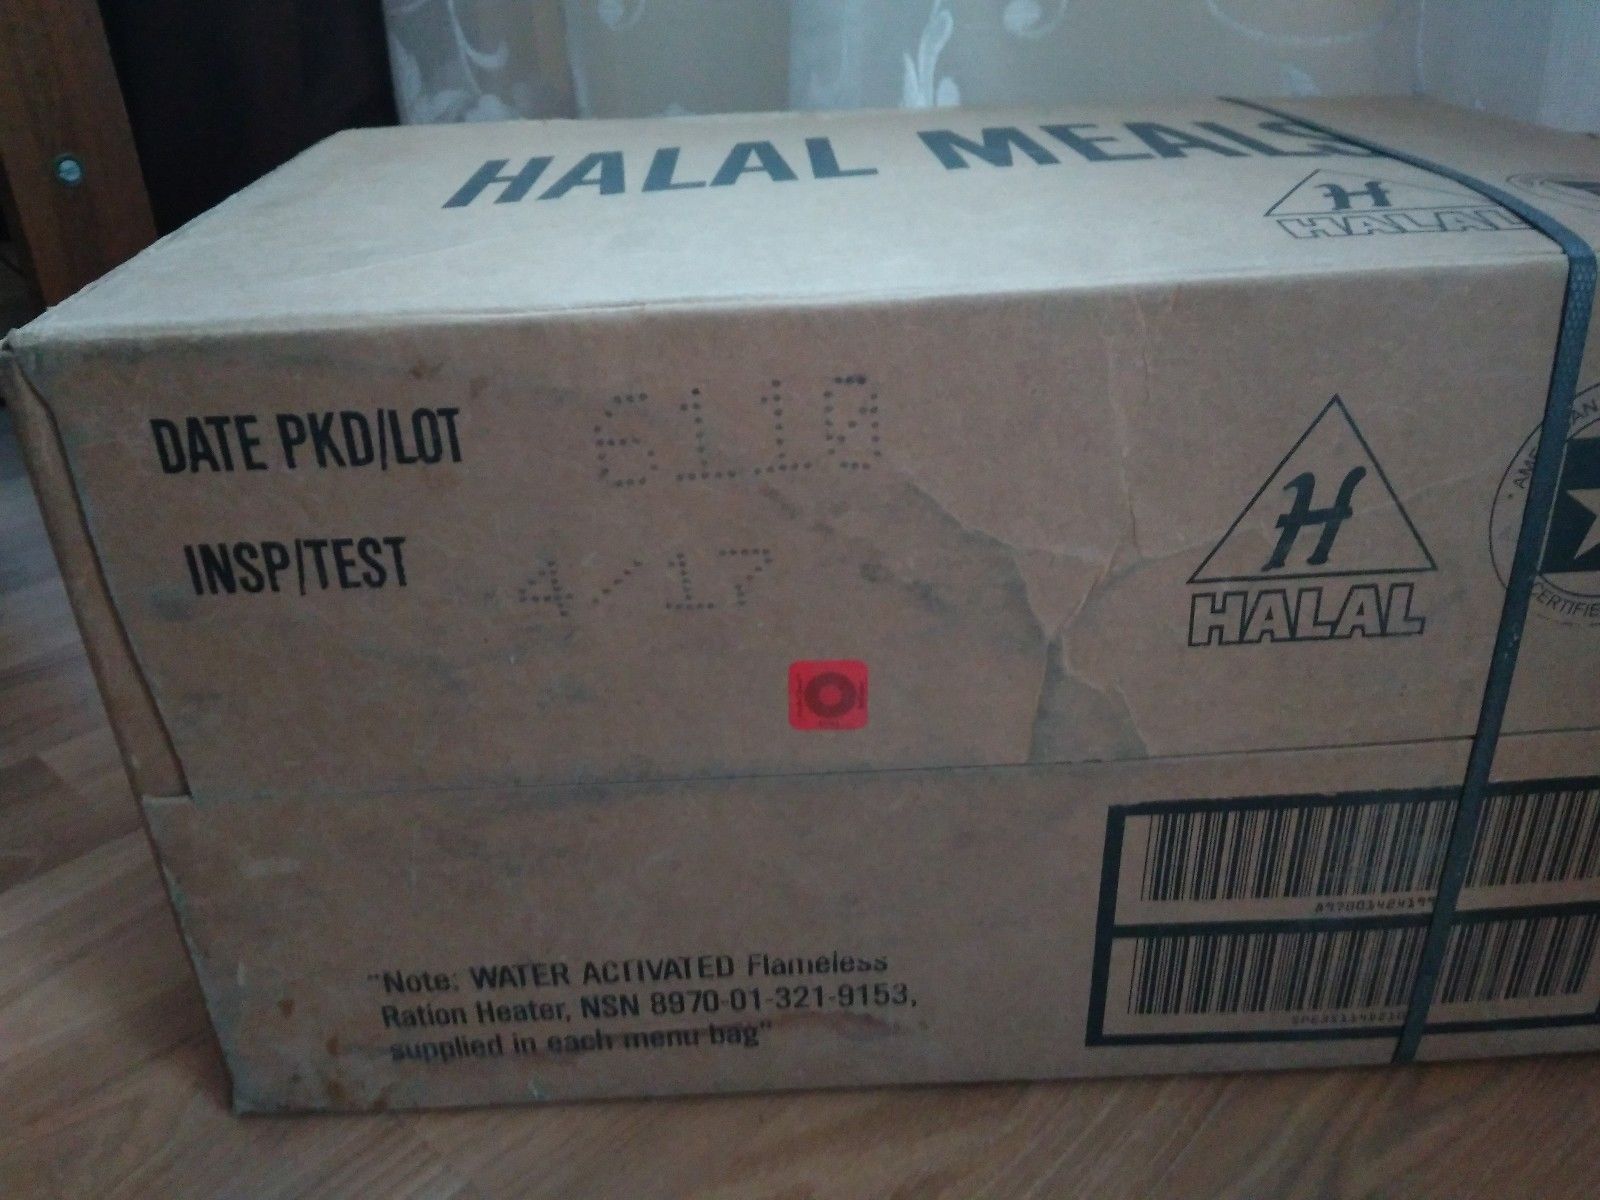 HALAL MEALS
H
HALAL
DATE PKD/LOT 6110
INSP/TEST 4/17
H
HALAL
CERTIFIE
"Note: WATER ACTIVATED Flameless
Ration Heater, NSN 8970-01-321-9153,
supplied in each menu bag"